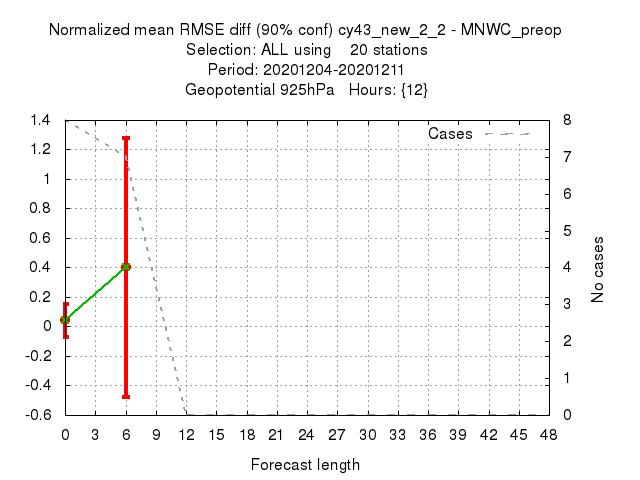 Normalized mean RMSE diff (90% conf) cy43_new_2_2 - MNWC_preop
Selection: ALL using 20 stations
Period: 20201204-20201211
Geopotential 925hPa Hours: {12}
Cases
1.4
1.2
1
0.8
0.6
0.4
0.2
0
-0.2
-0.4
-0.6
8
7
6
5
4
3
2
1
0
No cases
0 3 6 9 12 15 18 21 24 27 30 33 36 39 42 45 48
Forecast length